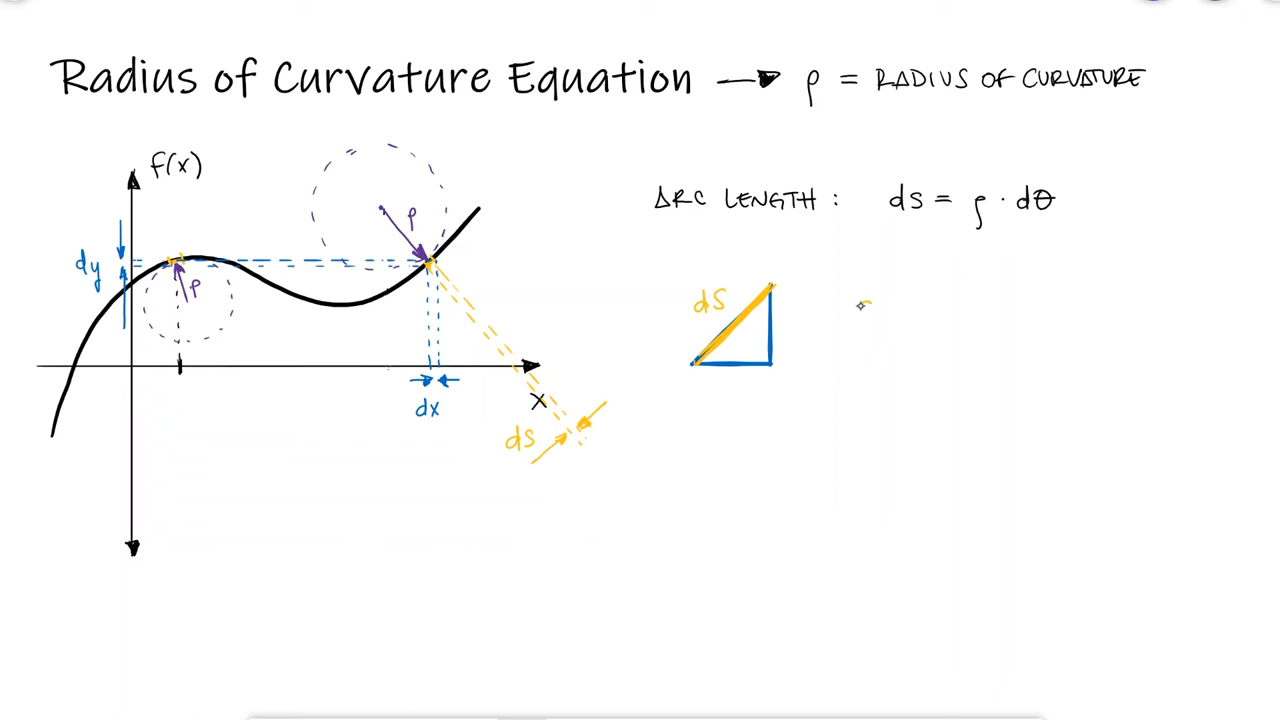 Radius of Curvature Equation → ρ = RADIUS OF CURVATURE
f(x)
ARC LENGTH : ds = ρ · dθ
ρ
dy
ρ
dS
x
dx
dS